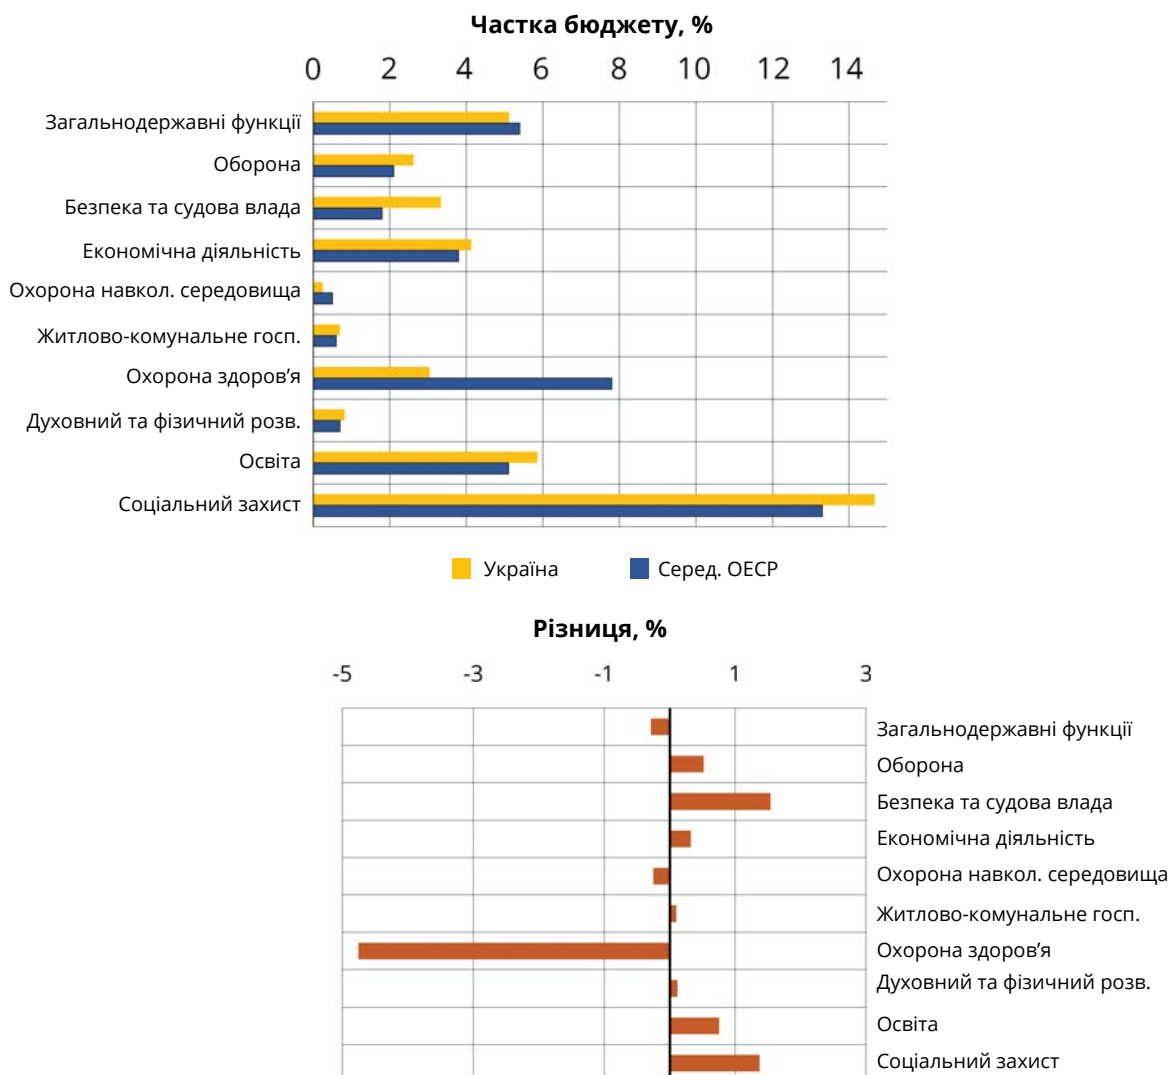 Частка бюджету, %
0 2 4 6 8 10 12 14
Загальнодержавні функції
Оборона
Безпека та судова влада
Економічна діяльність
Охорона навкол. середовища
Житлово-комунальне госп.
Охорона здоров’я
Духовний та фізичний розв.
Освіта
Соціальний захист
Україна Серед. ОЕСР
Різниця, %
-5 -3 -1 1 3
Загальнодержавні функції
Оборона
Безпека та судова влада
Економічна діяльність
Охорона навкол. середовища
Житлово-комунальне госп.
Охорона здоров’я
Духовний та фізичний розв.
Освіта
Соціальний захист